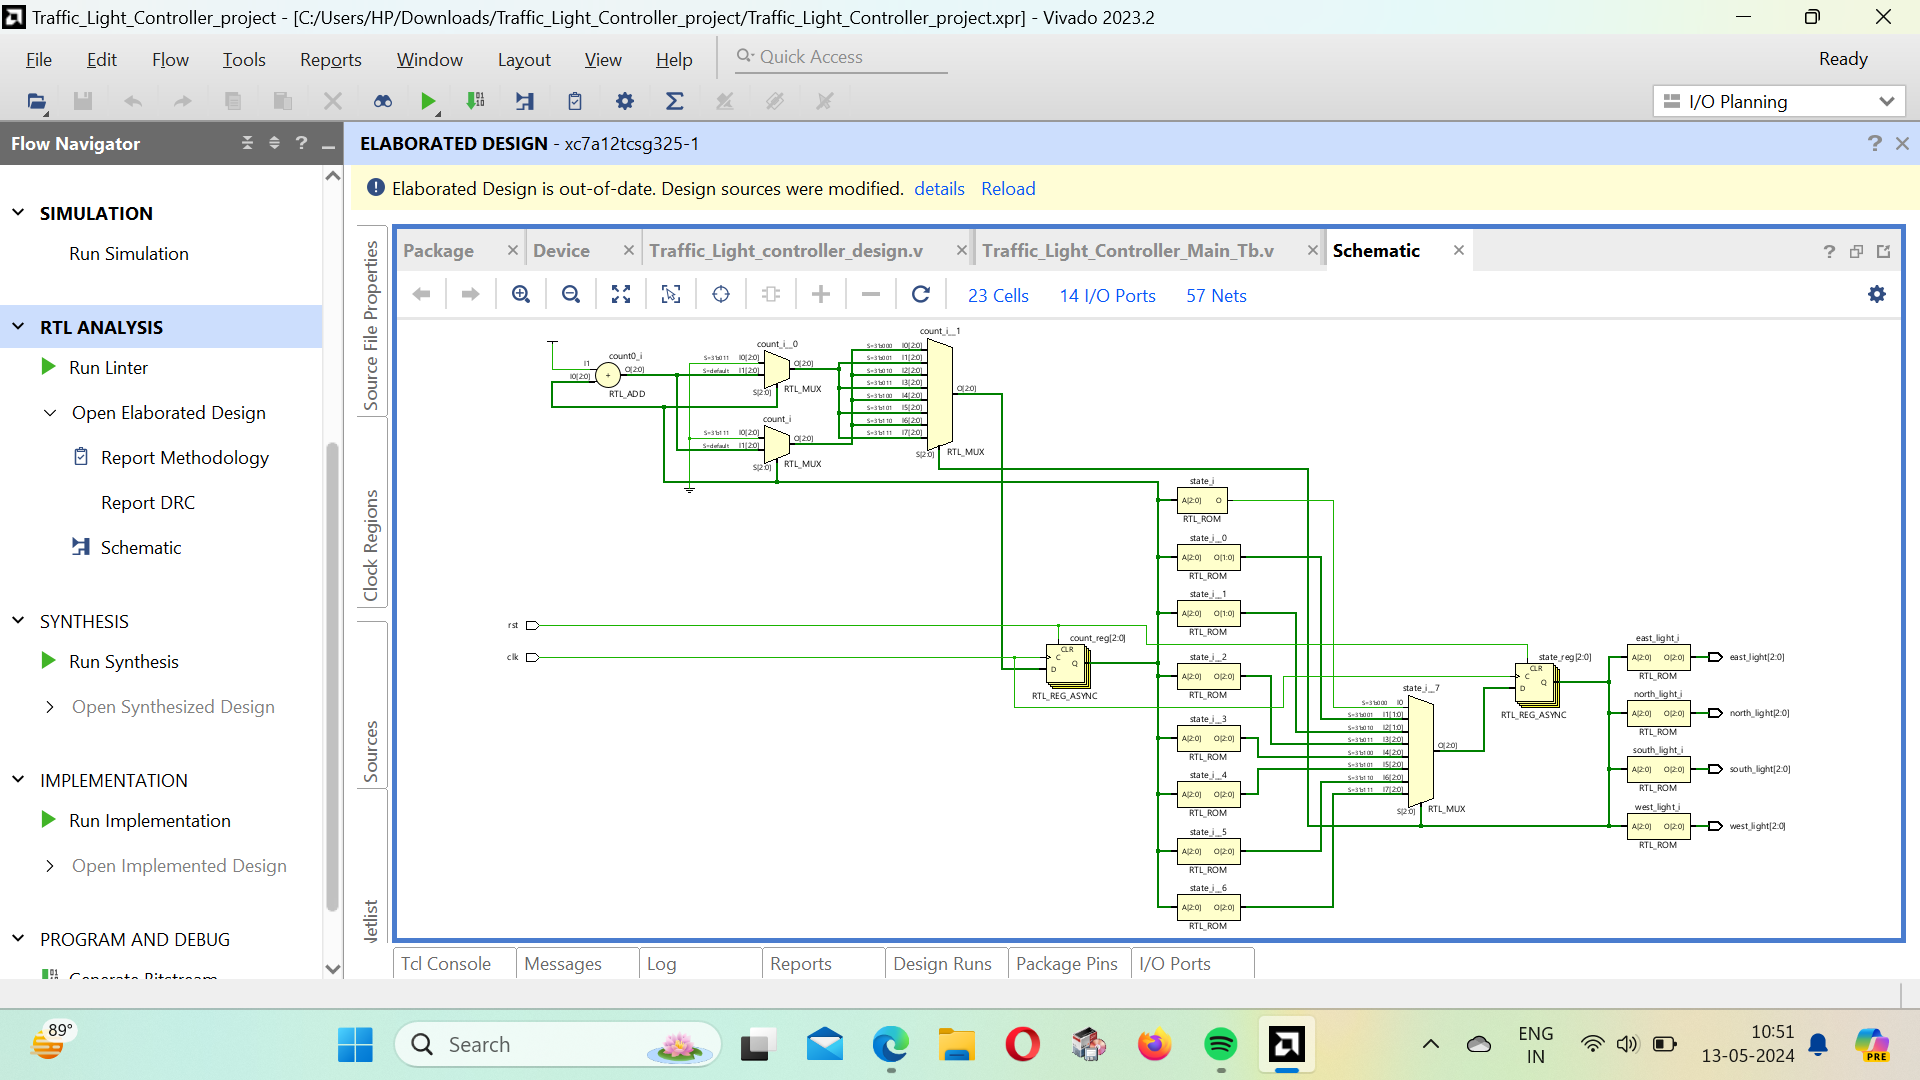 Traffic_Light_Controller_project - [C:/Users/HP/Downloads/Traffic_Light_Controller_project/Traffic_Light_Controller_project.xpr] - Vivado 2023.2
File Edit Flow Tools Reports Window Layout View Help Quick Access Ready
I/O Planning
Flow Navigator
ELABORATED DESIGN - xc7a12tcsg325-1
Elaborated Design is out-of-date. Design sources were modified. details Reload
SIMULATION
Run Simulation
RTL ANALYSIS
Run Linter
Open Elaborated Design
Report Methodology
Report DRC
Schematic
SYNTHESIS
Run Synthesis
Open Synthesized Design
IMPLEMENTATION
Run Implementation
Open Implemented Design
PROGRAM AND DEBUG
Generate Bitstream
Source File Properties
Clock Regions
Sources
Netlist
Package Device Traffic_Light_controller_design.v Traffic_Light_Controller_Main_Tb.v Schematic
23 Cells 14 I/O Ports 57 Nets
count0_i
I1
I0[2:0]
O[2:0]
+
RTL_ADD
count_i__0
S=3'b011 I0[2:0]
S=default I1[2:0]
O[2:0]
S[2:0]
RTL_MUX
count_i
S=3'b111 I0[2:0]
S=default I1[2:0]
O[2:0]
S[2:0]
RTL_MUX
count_i__1
S=3'b000 I0[2:0]
S=3'b001 I1[2:0]
S=3'b010 I2[2:0]
S=3'b011 I3[2:0]
S=3'b100 I4[2:0]
S=3'b101 I5[2:0]
S=3'b110 I6[2:0]
S=3'b111 I7[2:0]
O[2:0]
S[2:0]
RTL_MUX
rst
clk
count_reg[2:0]
CLR
C
D
Q
RTL_REG_ASYNC
state_i
A[2:0] O
RTL_ROM
state_i__0
A[2:0] O[1:0]
RTL_ROM
state_i__1
A[2:0] O[1:0]
RTL_ROM
state_i__2
A[2:0] O[2:0]
RTL_ROM
state_i__3
A[2:0] O[2:0]
RTL_ROM
state_i__4
A[2:0] O[2:0]
RTL_ROM
state_i__5
A[2:0] O[2:0]
RTL_ROM
state_i__6
A[2:0] O[2:0]
RTL_ROM
state_i__7
S=3'b000 I0
S=3'b001 I1[1:0]
S=3'b010 I2[1:0]
S=3'b011 I3[2:0]
S=3'b100 I4[2:0]
S=3'b101 I5[2:0]
S=3'b110 I6[2:0]
S=3'b111 I7[2:0]
O[2:0]
S[2:0]
RTL_MUX
state_reg[2:0]
CLR
C
D
Q
RTL_REG_ASYNC
east_light_i
A[2:0] O[2:0]
RTL_ROM
east_light[2:0]
north_light_i
A[2:0] O[2:0]
RTL_ROM
north_light[2:0]
south_light_i
A[2:0] O[2:0]
RTL_ROM
south_light[2:0]
west_light_i
A[2:0] O[2:0]
RTL_ROM
west_light[2:0]
Tcl Console Messages Log Reports Design Runs Package Pins I/O Ports
89°
Search
ENG
IN
10:51
13-05-2024
PRE